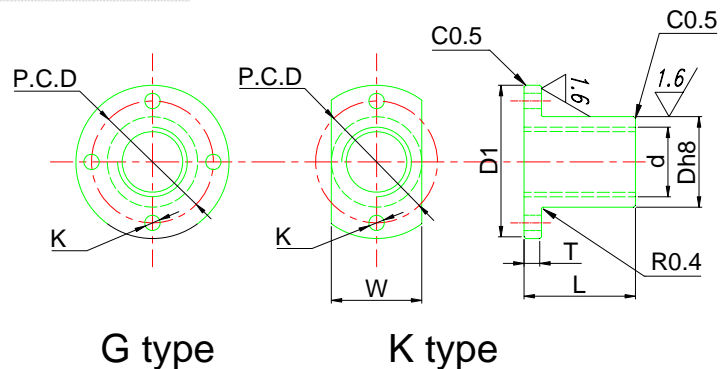 P.C.D
K
G type
P.C.D
K
W
K type
C0.5
C0.5
1.6
1.6
D1
d
Dh8
T
L
R0.4